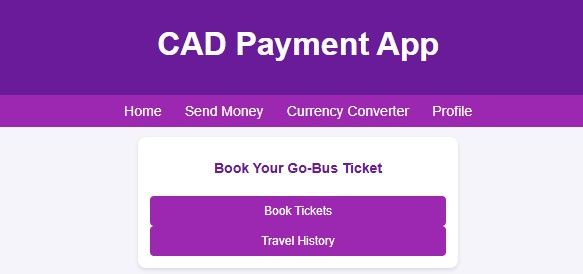 CAD Payment App
Home Send Money Currency Converter Profile
Book Your Go-Bus Ticket
Book Tickets
Travel History